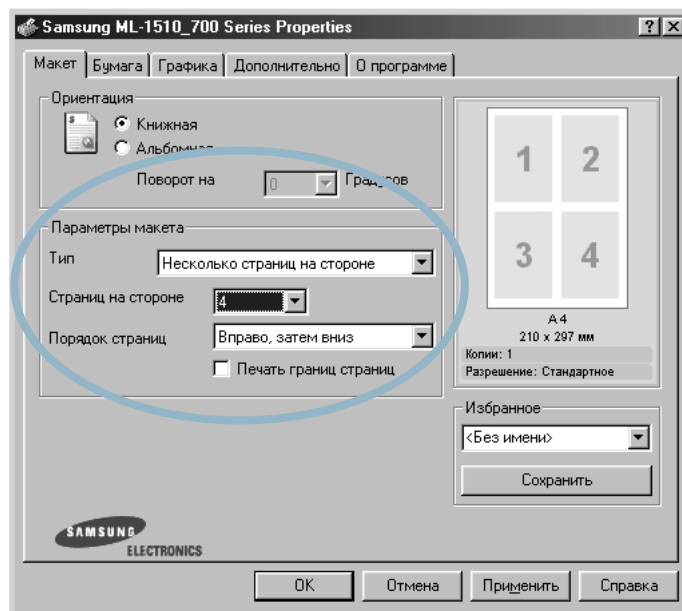 Samsung ML-1510_700 Series Properties
Макет Бумага Графика Дополнительно О программе
Ориентация
Книжная
Альбомная
Поворот на 0 Градусов
Параметры макета
Тип Несколько страниц на стороне
Страниц на стороне 4
Порядок страниц Вправо, затем вниз
Печать границ страниц
1 2
3 4
A4
210 x 297 мм
Копии: 1
Разрешение: Стандартное
Избранное
<Без имени>
Сохранить
SAMSUNG
ELECTRONICS
OK Отмена Применить Справка